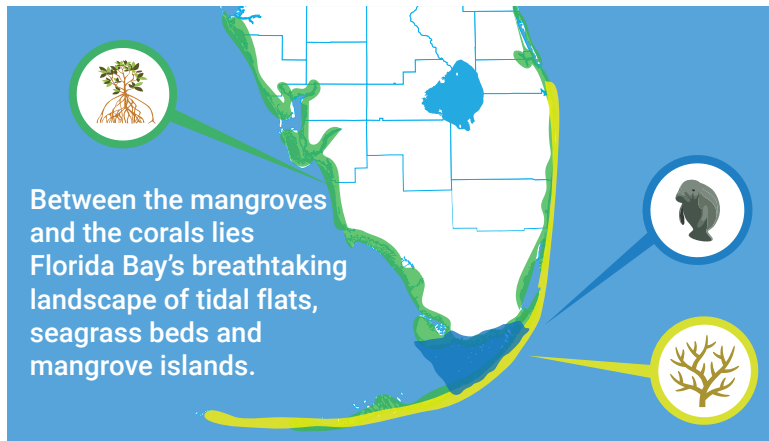 Between the mangroves
and the corals lies
Florida Bay’s breathtaking
landscape of tidal flats,
seagrass beds and
mangrove islands.